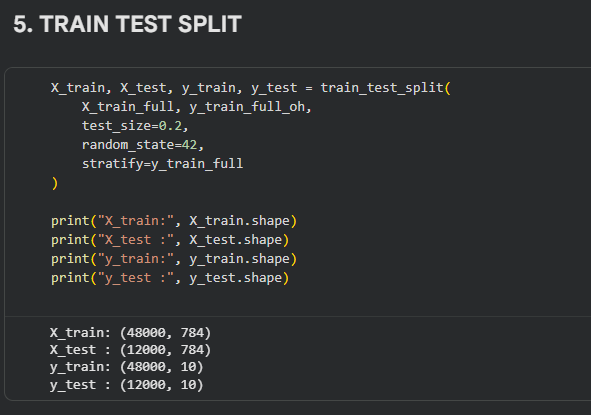 5. TRAIN TEST SPLIT
X_train, X_test, y_train, y_test = train_test_split(
    X_train_full, y_train_full_oh,
    test_size=0.2,
    random_state=42,
    stratify=y_train_full
)
print("X_train:", X_train.shape)
print("X_test :", X_test.shape)
print("y_train:", y_train.shape)
print("y_test :", y_test.shape)
X_train: (48000, 784)
X_test : (12000, 784)
y_train: (48000, 10)
y_test : (12000, 10)